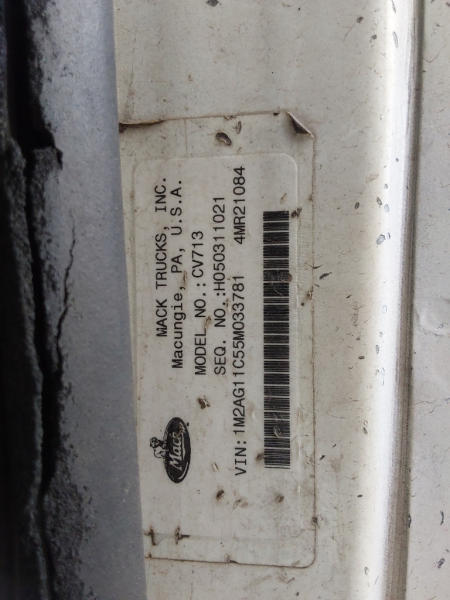 MACK TRUCKS, INC.
Macungie, PA, U.S.A.
MODEL NO.: CV713
SEQ. NO.:H050311021
VIN:1M2AG11C55M033781 4MR21084
Mack